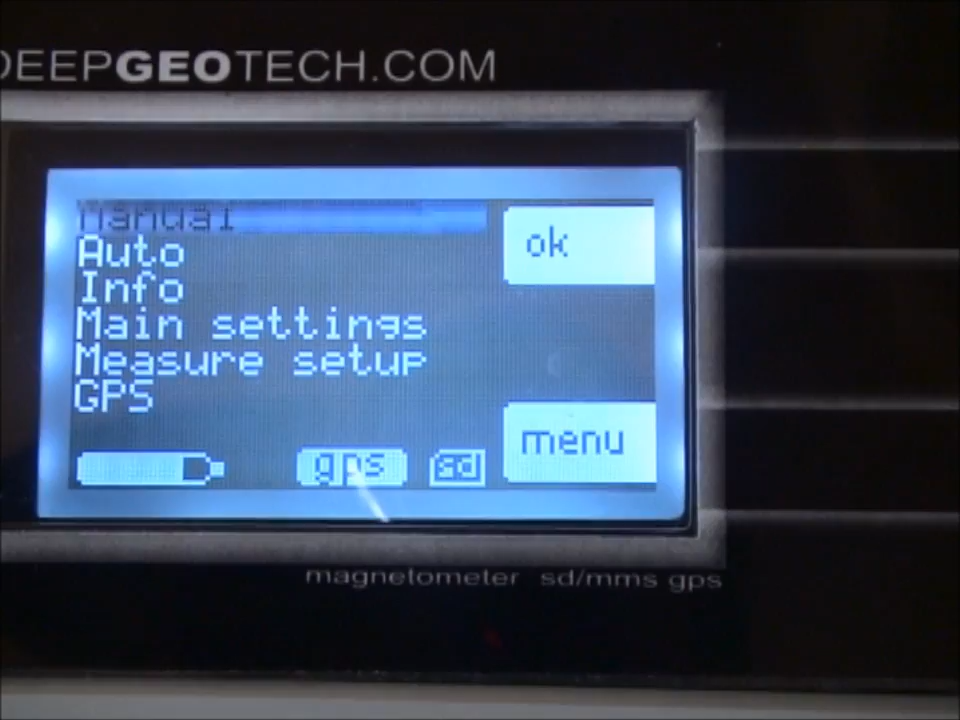 DEEPGEOTECH.COM
Manual
Auto
Info
Main settings
Measure setup
GPS
ok
menu
gps
sd
magnetometer sd/mms gps